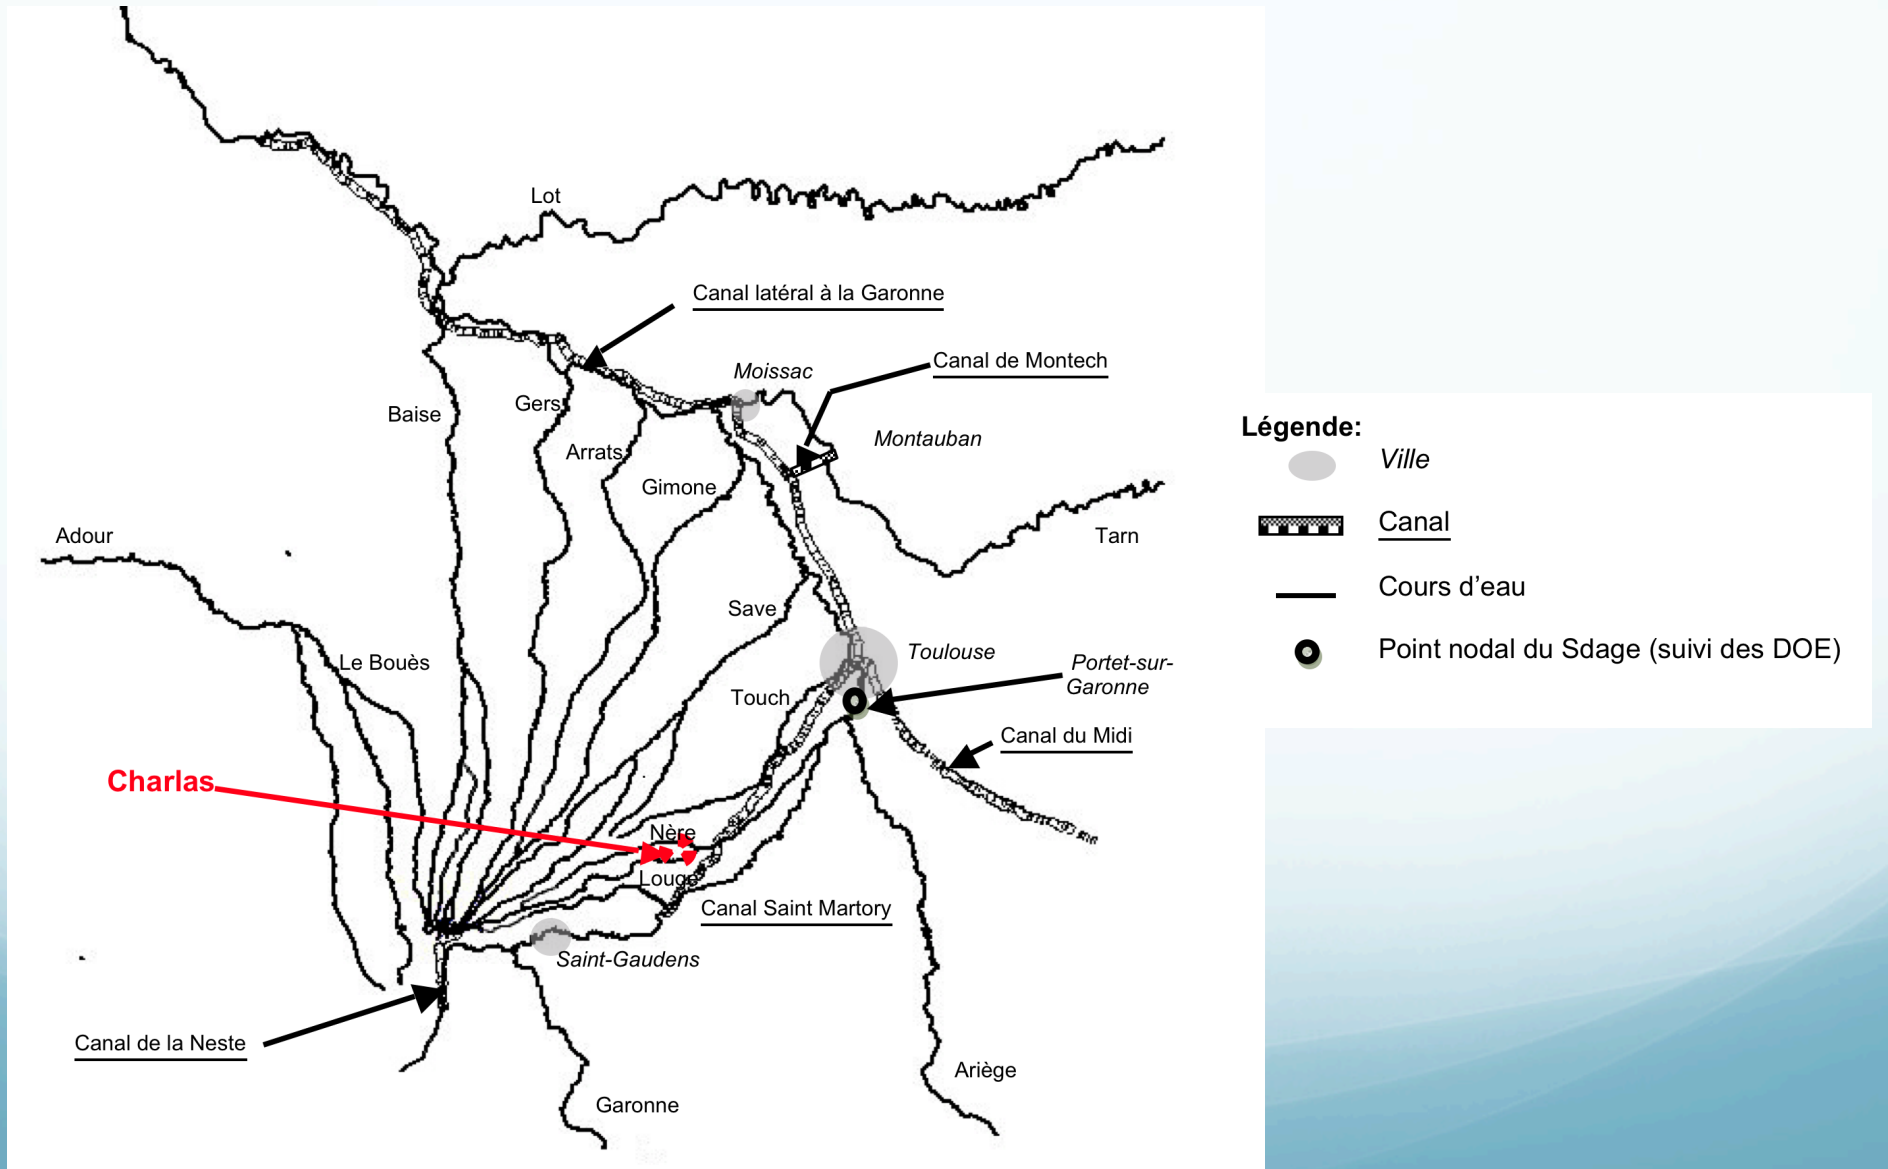 Lot
Canal latéral à la Garonne
Moissac
Canal de Montech
Baise
Gers
Arrats
Montauban
Gimone
Adour
Tarn
Save
Le Bouès
Toulouse
Portet-sur-
Garonne
Touch
Canal du Midi
Charlas
Nère
Louge
Canal Saint Martory
Saint-Gaudens
Canal de la Neste
Ariège
Garonne
Légende:
Ville
Canal
Cours d’eau
Point nodal du Sdage (suivi des DOE)